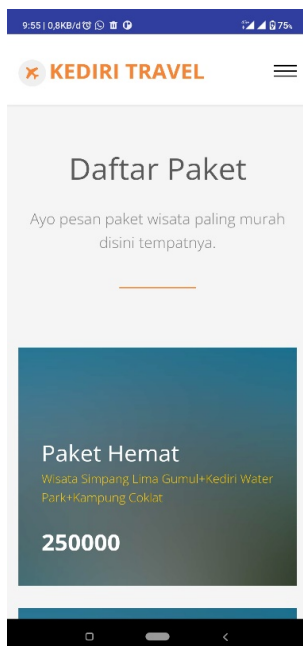 9:55 | 0,8KB/d
75%
KEDIRI TRAVEL
Daftar Paket
Ayo pesan paket wisata paling murah
disini tempatnya.
Paket Hemat
Wisata Simpang Lima Gumul+Kediri Water
Park+Kampung Coklat
250000